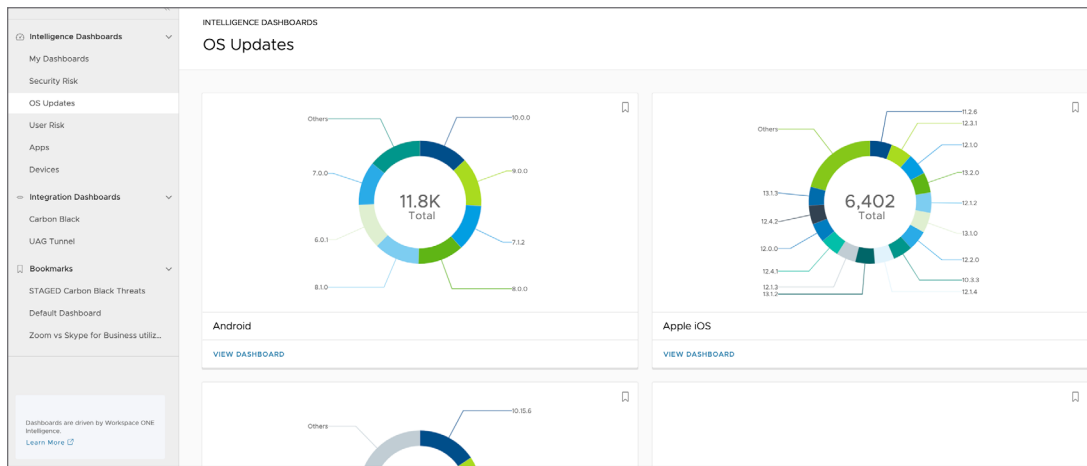 Intelligence Dashboards
My Dashboards
Security Risk
OS Updates
User Risk
Apps
Devices
Integration Dashboards
Carbon Black
UAG Tunnel
Bookmarks
STAGED Carbon Black Threats
Default Dashboard
Zoom vs Skype for Business utiliz...
Dashboards are driven by Workspace ONE
Intelligence.
Learn More
INTELLIGENCE DASHBOARDS
OS Updates
Others
10.0.0
7.0.0
9.0.0
11.8K
Total
6.0.1
7.1.2
8.1.0
8.0.0
Android
VIEW DASHBOARD
11.2.6
Others
12.3.1
12.1.0
13.2.0
13.1.3
6,402
12.1.2
Total
12.4.2
13.1.0
12.0.0
12.2.0
12.4.1
10.3.3
12.1.3
12.1.4
13.1.2
Apple iOS
VIEW DASHBOARD
10.15.6
Others